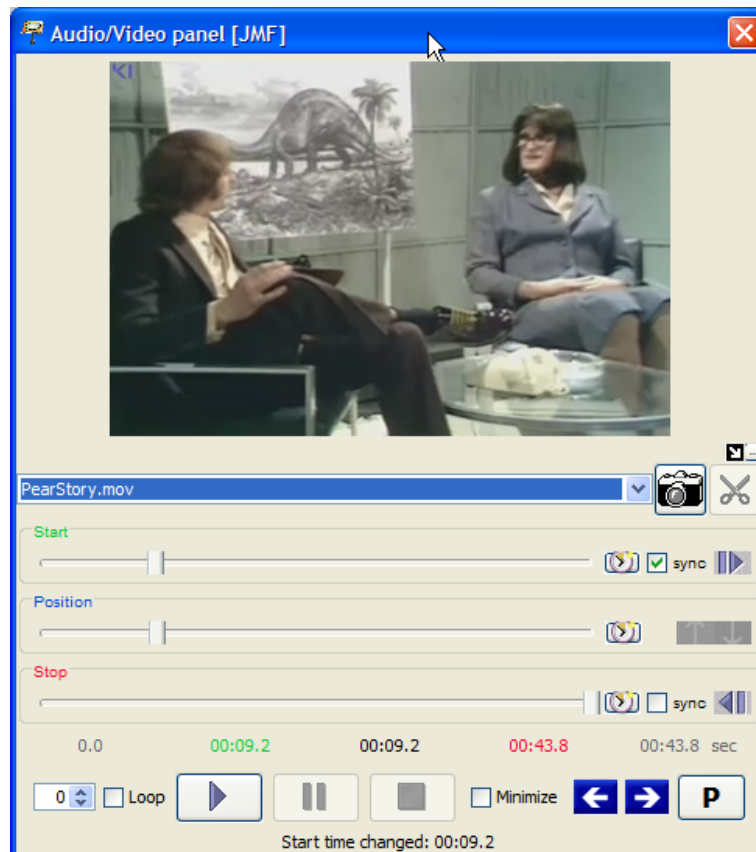 Audio/Video panel [JMF]
PearStory.mov
Start
sync
Position
Stop
sync
0.0 00:09.2 00:09.2 00:43.8 00:43.8 sec
0 Loop Minimize P
Start time changed: 00:09.2